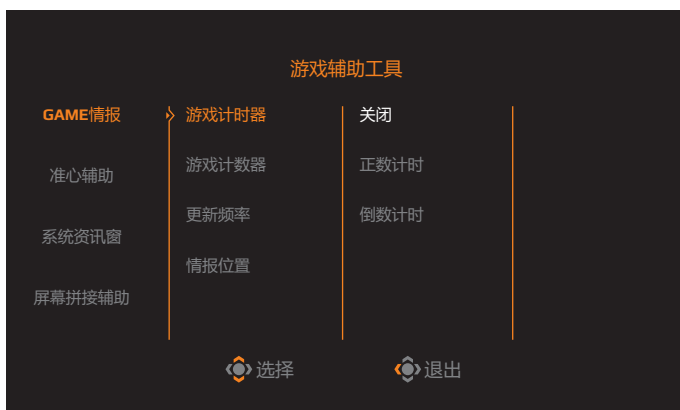 游戏辅助工具
GAME情报
游戏计时器
关闭
准心辅助
游戏计数器
正数计时
系统资讯窗
更新频率
倒数计时
屏幕拼接辅助
情报位置
选择
退出